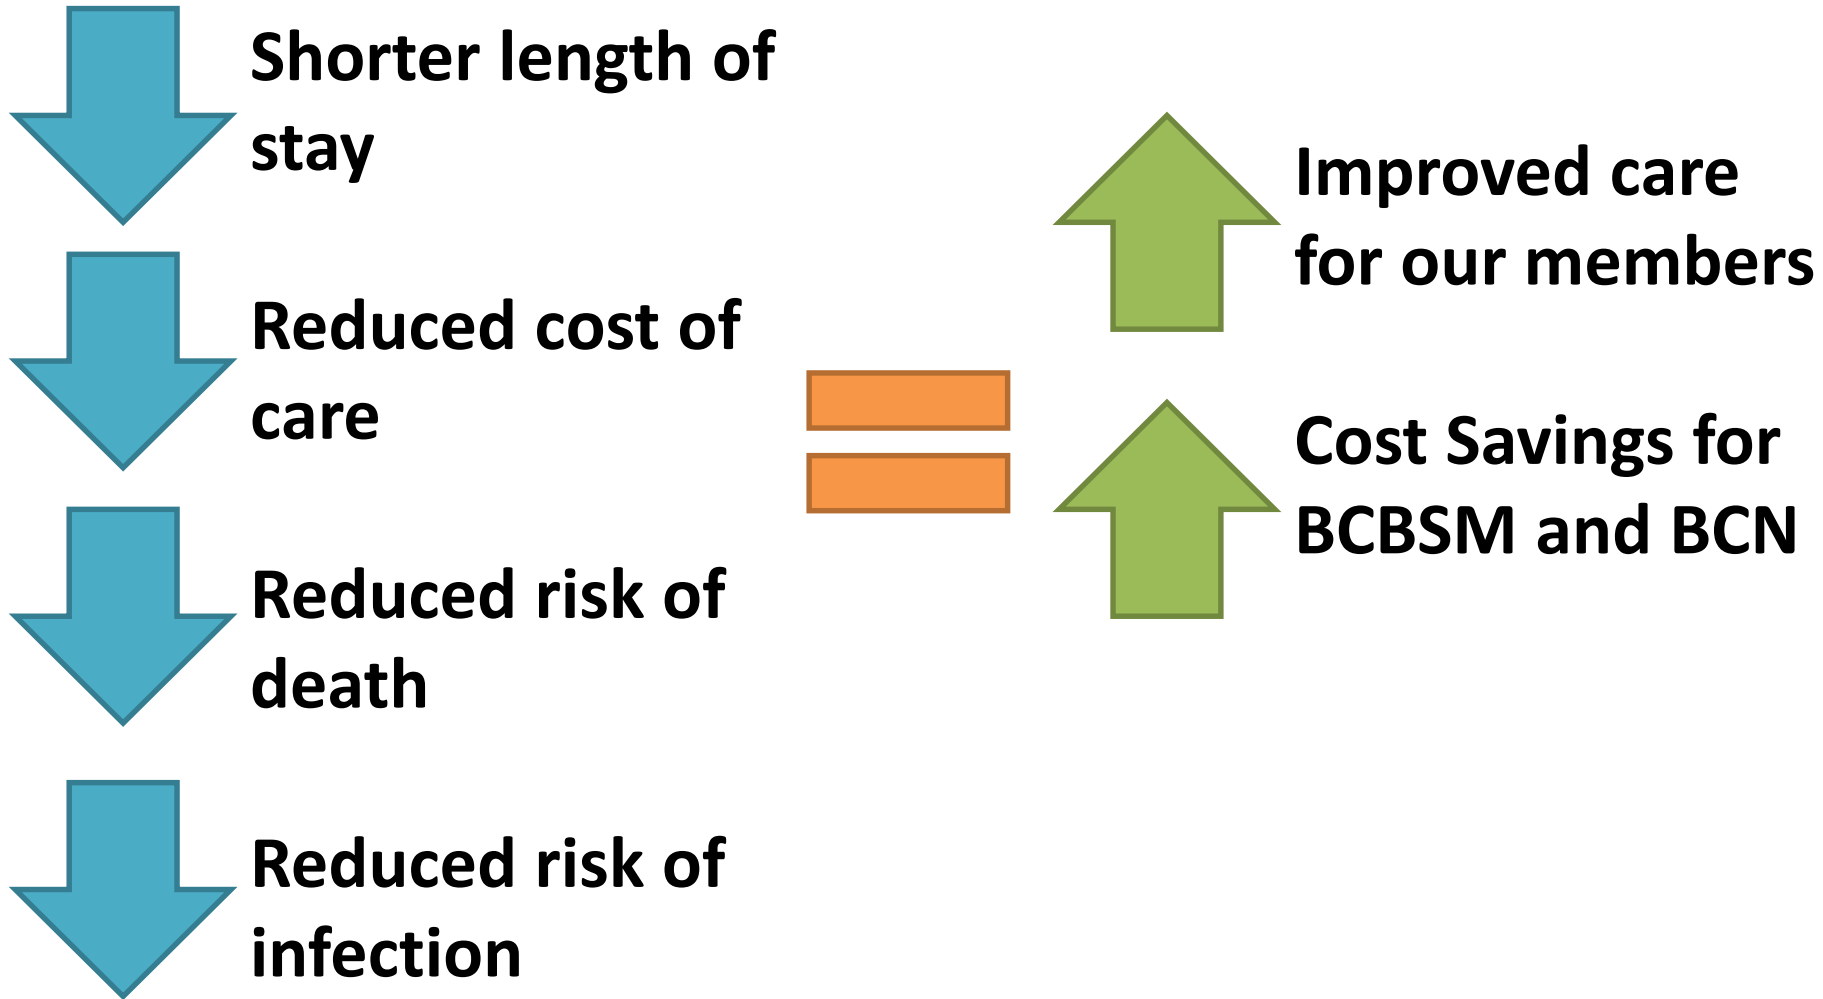 Shorter length of
stay
Reduced cost of
care
Reduced risk of
death
Reduced risk of
infection
Improved care
for our members
Cost Savings for
BCBSM and BCN